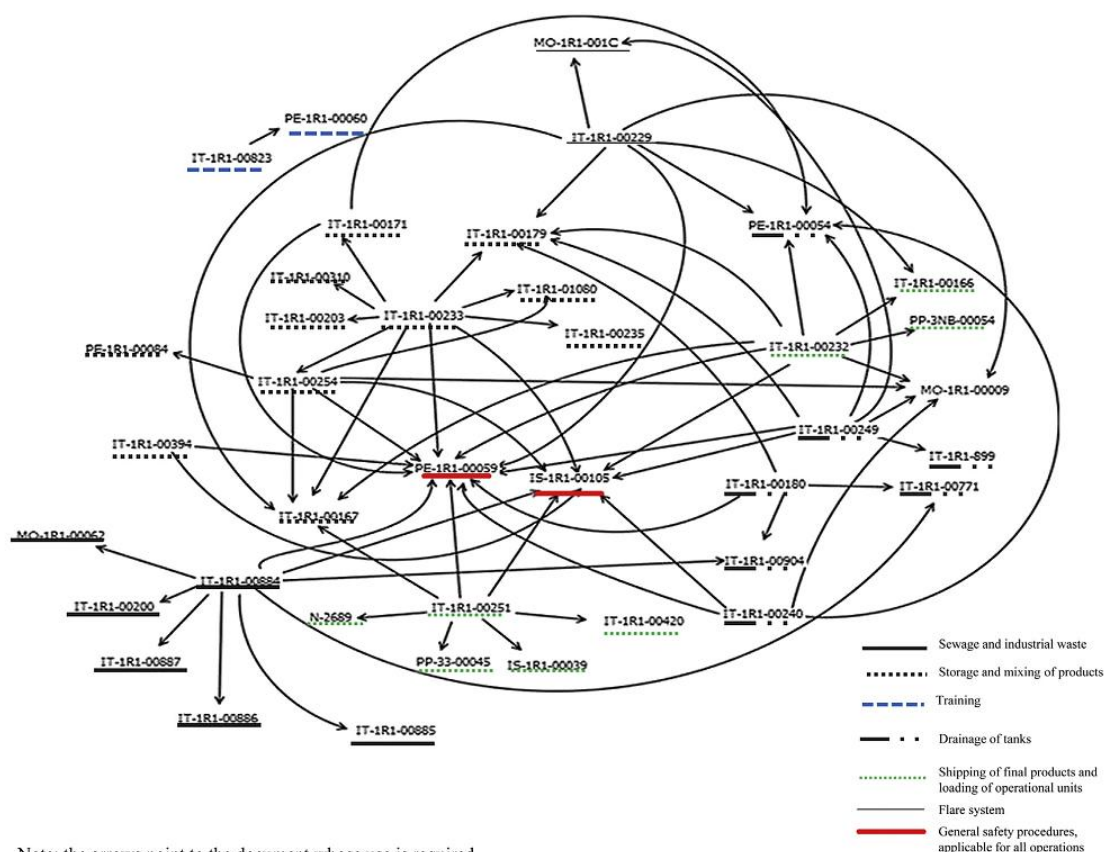 MO-1R1-001C
IT-1R1-00229
PE-1R1-00060
IT-1R1-00823
IT-1R1-00171
IT-1R1-00179
PE-1R1-00054
IT-1R1-00310
IT-1R1-01080
IT-1R1-00166
IT-1R1-00203
IT-1R1-00233
IT-1R1-00235
PP-3NB-00054
PE-1R1-00084
IT-1R1-00232
IT-1R1-00254
MO-1R1-00009
IT-1R1-00249
IT-1R1-00394
IT-1R1-899
PE-1R1-00059
IS-1R1-00105
IT-1R1-00180
IT-1R1-00771
IT-1R1-00167
MO-1R1-00062
IT-1R1-00904
IT-1R1-00884
IT-1R1-00200
N-2689
IT-1R1-00251
IT-1R1-00420
IT-1R1-00240
IT-1R1-00887
PP-33-00045
IS-1R1-00039
IT-1R1-00886
IT-1R1-00885
Sewage and industrial waste
Storage and mixing of products
Training
Drainage of tanks
Shipping of final products and
loading of operational units
Flare system
General safety procedures,
applicable for all operations